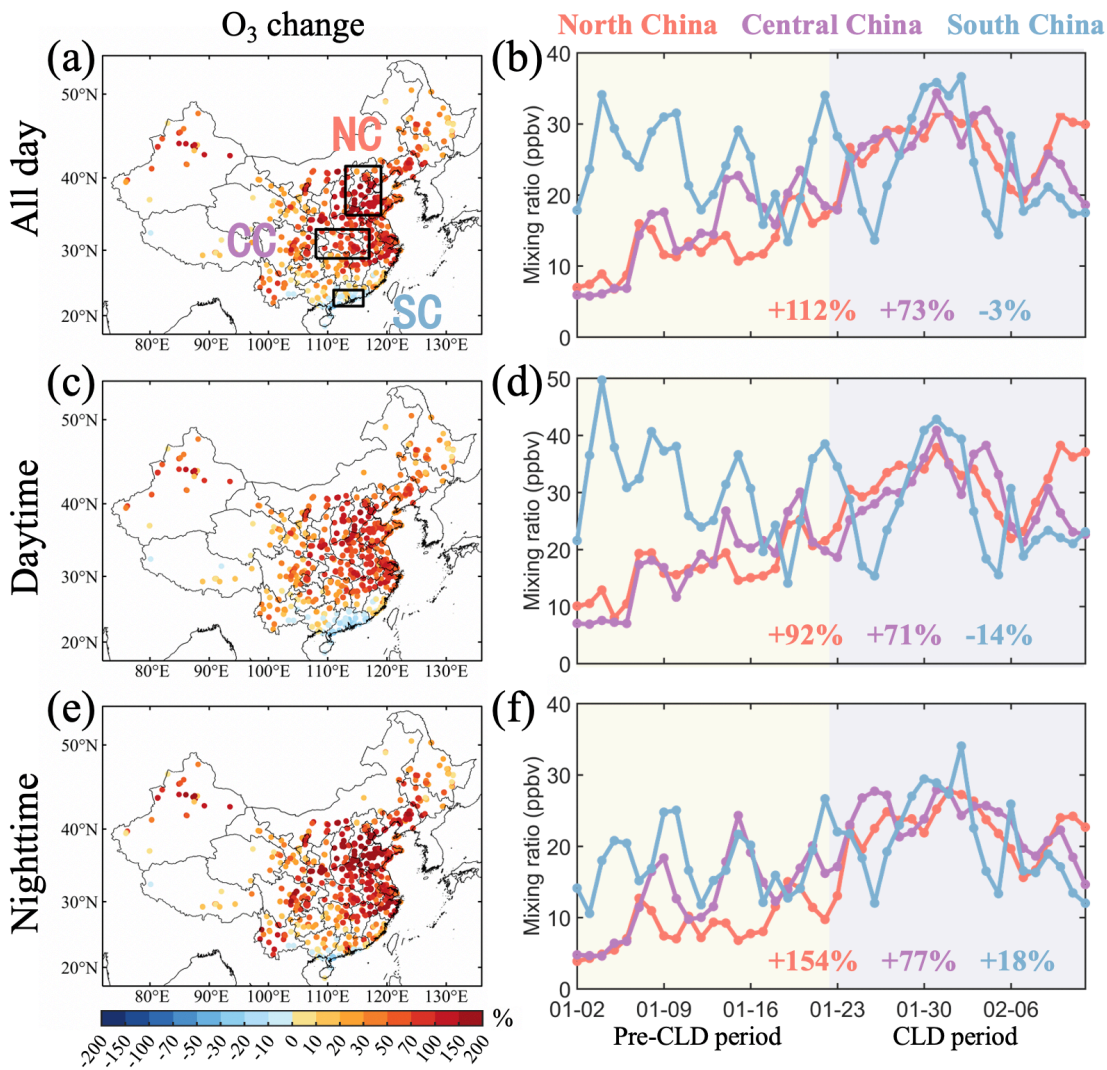 O₃ change
North China Central China South China
(a)
(b)
All day
50°N
40°N
30°N
20°N
NC
CC
SC
80°E 90°E 100°E 110°E 120°E 130°E
Mixing ratio (ppbv)
40
30
20
10
0
+112% +73% -3%
(c)
(d)
Daytime
50°N
40°N
30°N
20°N
80°E 90°E 100°E 110°E 120°E 130°E
Mixing ratio (ppbv)
50
40
30
20
10
0
+92% +71% -14%
(e)
(f)
Nighttime
50°N
40°N
30°N
20°N
80°E 90°E 100°E 110°E 120°E 130°E
Mixing ratio (ppbv)
40
30
20
10
0
+154% +77% +18%
01-02 01-09 01-16 01-23 01-30 02-06
Pre-CLD period CLD period
%
-200 -150 -100 -70 -50 -30 -20 -10 0 10 20 30 50 70 100 150 200